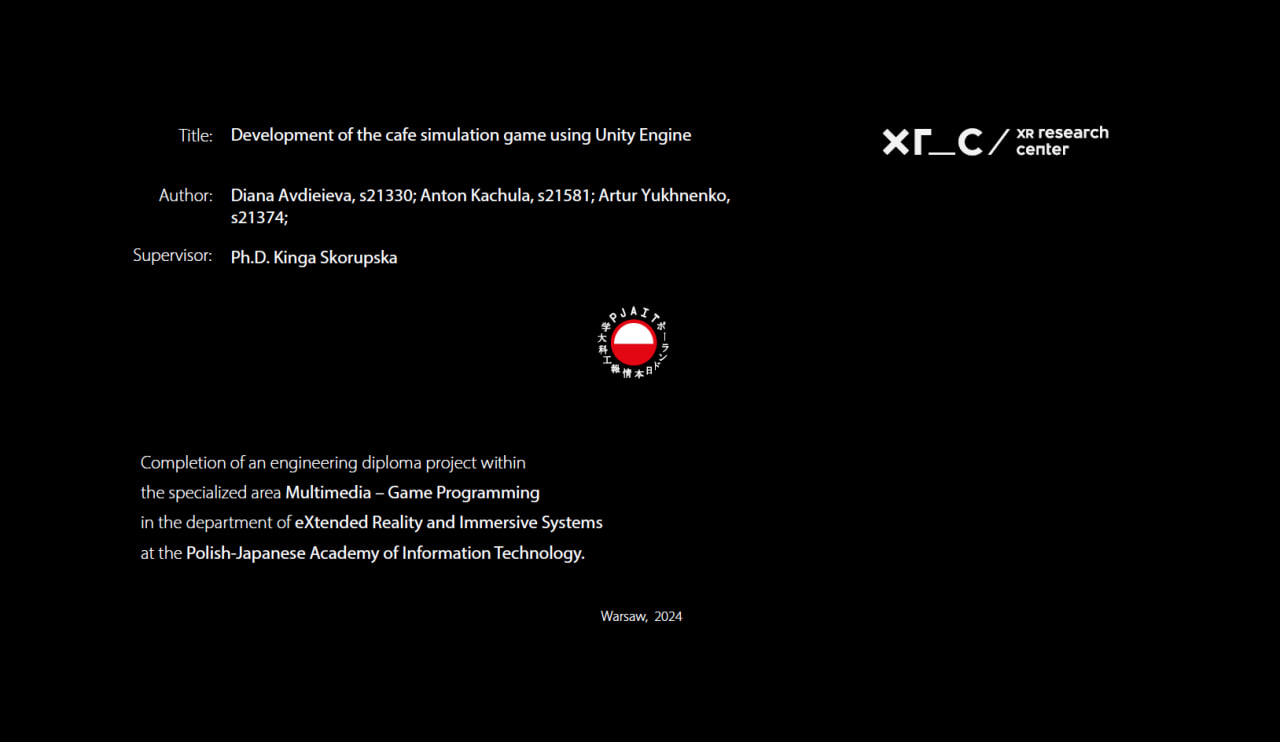 Title: Development of the cafe simulation game using Unity Engine
xr_c / XR research
center
Author: Diana Avdieieva, s21330; Anton Kachula, s21581; Artur Yukhnenko,
s21374;
Supervisor: Ph.D. Kinga Skorupska
PJAIT ポーランド日本情報工科大学
Completion of an engineering diploma project within
the specialized area Multimedia – Game Programming
in the department of eXtended Reality and Immersive Systems
at the Polish-Japanese Academy of Information Technology.
Warsaw, 2024